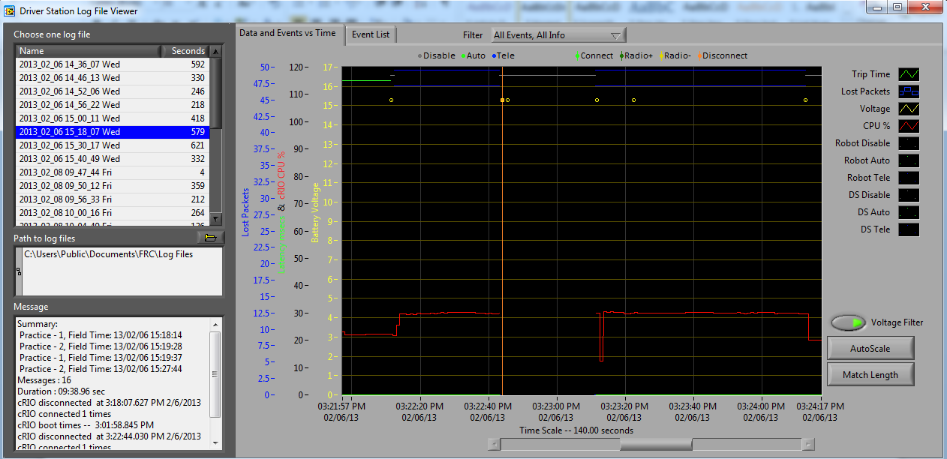 Driver Station Log File Viewer
Choose one log file
Name Seconds
2013_02_06 14_36_07 Wed 592
2013_02_06 14_46_13 Wed 330
2013_02_06 14_52_06 Wed 246
2013_02_06 14_56_22 Wed 218
2013_02_06 15_00_11 Wed 418
2013_02_06 15_18_07 Wed 579
2013_02_06 15_30_17 Wed 621
2013_02_06 15_40_49 Wed 332
2013_02_08 09_47_44 Fri 4
2013_02_08 09_50_12 Fri 359
2013_02_08 09_56_33 Fri 212
2013_02_08 10_00_16 Fri 264
Path to log files
C:\Users\Public\Documents\FRC\Log Files
Message
Summary:
Practice - 1, Field Time: 13/02/06 15:18:14
Practice - 2, Field Time: 13/02/06 15:19:28
Practice - 1, Field Time: 13/02/06 15:19:37
Practice - 2, Field Time: 13/02/06 15:27:44
Messages : 16
Duration : 09:38.96 sec
cRIO disconnected at 3:18:07.627 PM 2/6/2013
cRIO connected 1 times
cRIO boot times -- 3:01:58.845 PM
cRIO disconnected at 3:22:44.030 PM 2/6/2013
cRIO connected 1 times
Data and Events vs Time
Event List
Filter
All Events, All Info
Disable Auto Tele
Connect Radio+ Radio- Disconnect
Lost Packets
& cRIO CPU %
Battery Voltage
50
47.5
45
42.5
40
37.5
35
32.5
30
27.5
25
22.5
20
17.5
15
12.5
10
7.5
5
2.5
0
120
110
100
90
80
70
60
50
40
30
20
10
0
17
16
15
14
13
12
11
10
9
8
7
6
5
4
3
2
1
0
03:21:57 PM 03:22:20 PM 03:22:40 PM 03:23:00 PM 03:23:20 PM 03:23:40 PM 03:24:00 PM 03:24:17 PM
02/06/13 02/06/13 02/06/13 02/06/13 02/06/13 02/06/13 02/06/13 02/06/13
Time Scale -- 140.00 seconds
Trip Time
Lost Packets
Voltage
CPU %
Robot Disable
Robot Auto
Robot Tele
DS Disable
DS Auto
DS Tele
Voltage Filter
AutoScale
Match Length